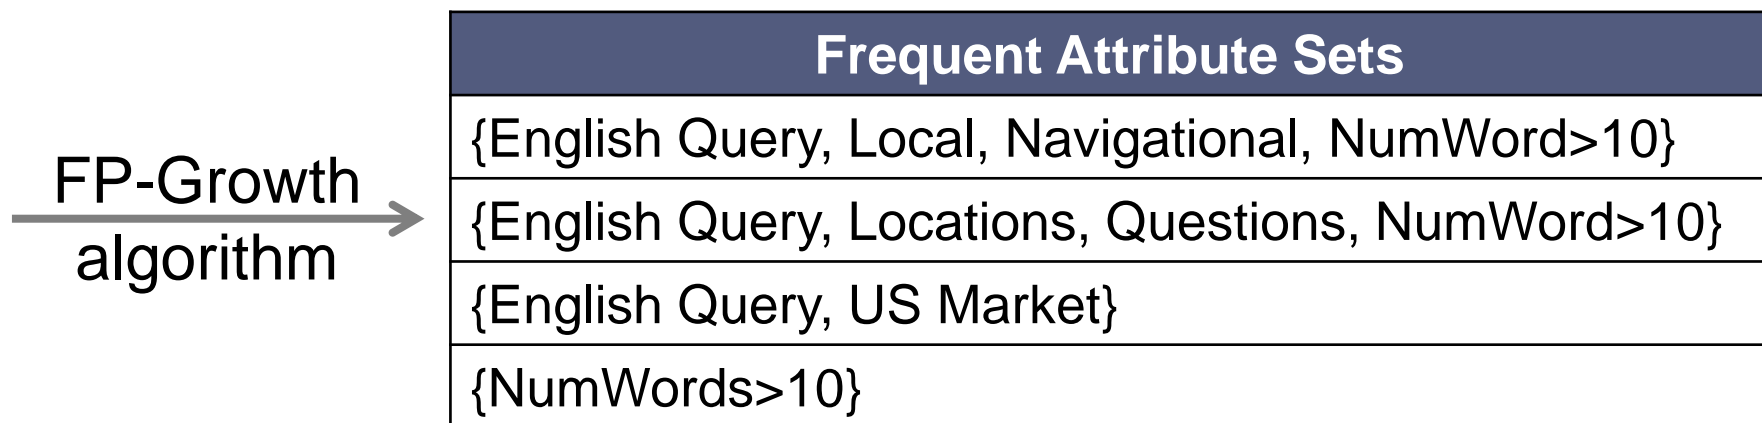 FP-Growth
algorithm
Frequent Attribute Sets
{English Query, Local, Navigational, NumWord>10}
{English Query, Locations, Questions, NumWord>10}
{English Query, US Market}
{NumWords>10}